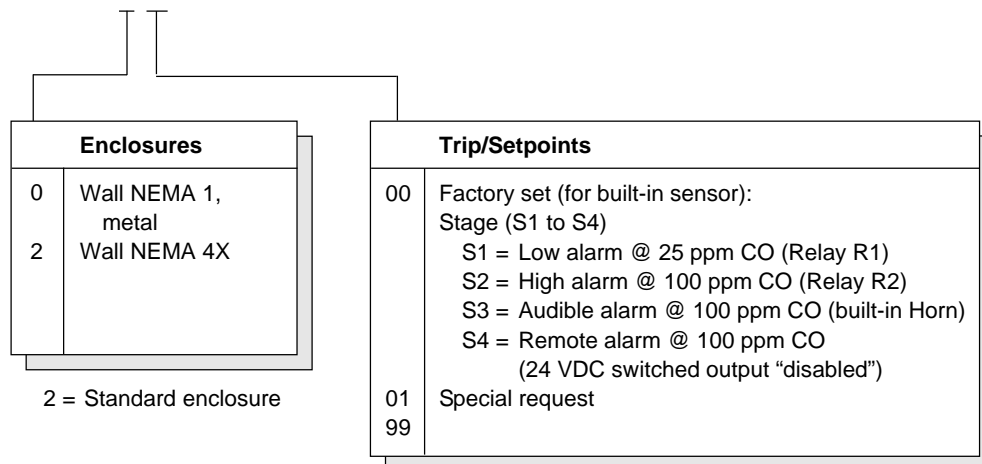 Enclosures
0 Wall NEMA 1,
metal
2 Wall NEMA 4X
2 = Standard enclosure
Trip/Setpoints
00 Factory set (for built-in sensor):
Stage (S1 to S4)
S1 = Low alarm @ 25 ppm CO (Relay R1)
S2 = High alarm @ 100 ppm CO (Relay R2)
S3 = Audible alarm @ 100 ppm CO (built-in Horn)
S4 = Remote alarm @ 100 ppm CO
(24 VDC switched output “disabled”)
01 Special request
99